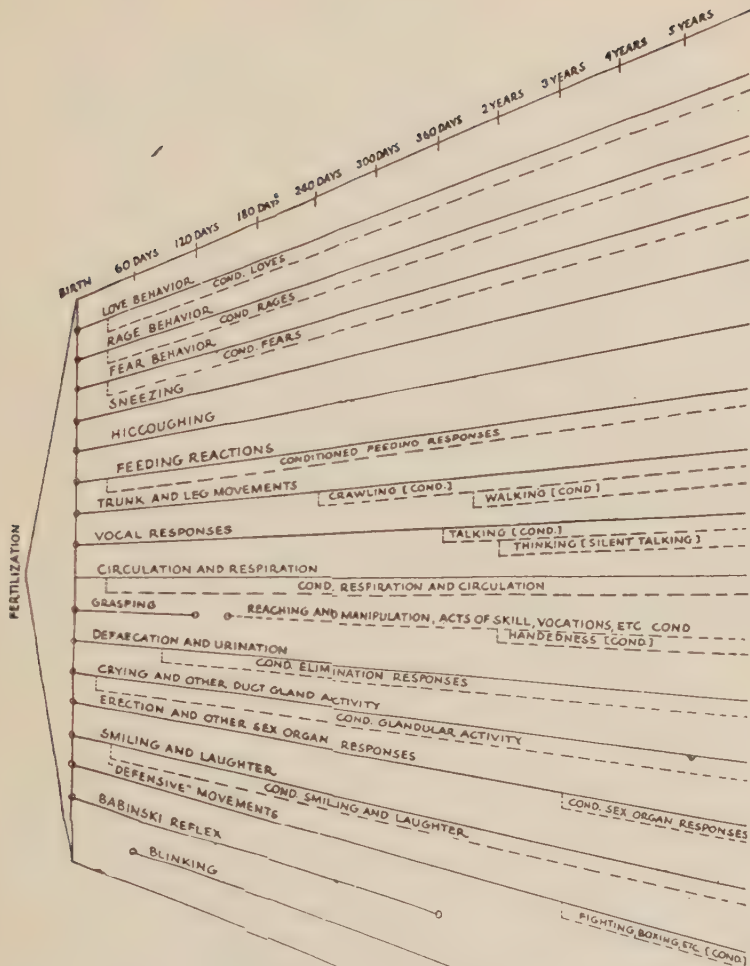 BIRTH
60 DAYS
120 DAYS
180 DAYS
240 DAYS
300 DAYS
360 DAYS
2 YEARS
3 YEARS
4 YEARS
5 YEARS
FERTILIZATION
LOVE BEHAVIOR
COND. LOVES
RAGE BEHAVIOR
COND. RAGES
FEAR BEHAVIOR
COND. FEARS
SNEEZING
HICCOUGHING
FEEDING REACTIONS
CONDITIONED FEEDING RESPONSES
TRUNK AND LEG MOVEMENTS
CRAWLING [COND.]
WALKING [COND]
VOCAL RESPONSES
TALKING [COND.]
THINKING [SILENT TALKING]
CIRCULATION AND RESPIRATION
COND. RESPIRATION AND CIRCULATION
GRASPING
REACHING AND MANIPULATION, ACTS OF SKILL, VOCATIONS, ETC COND
HANDEDNESS [COND.]
DEFAECATION AND URINATION
COND. ELIMINATION RESPONSES
CRYING AND OTHER DUCT GLAND ACTIVITY
COND. GLANDULAR ACTIVITY
ERECTION AND OTHER SEX ORGAN RESPONSES
COND. SEX ORGAN RESPONSES
SMILING AND LAUGHTER
COND. SMILING AND LAUGHTER
"DEFENSIVE" MOVEMENTS
FIGHTING, BOXING, ETC [COND.]
BABINSKI REFLEX
BLINKING